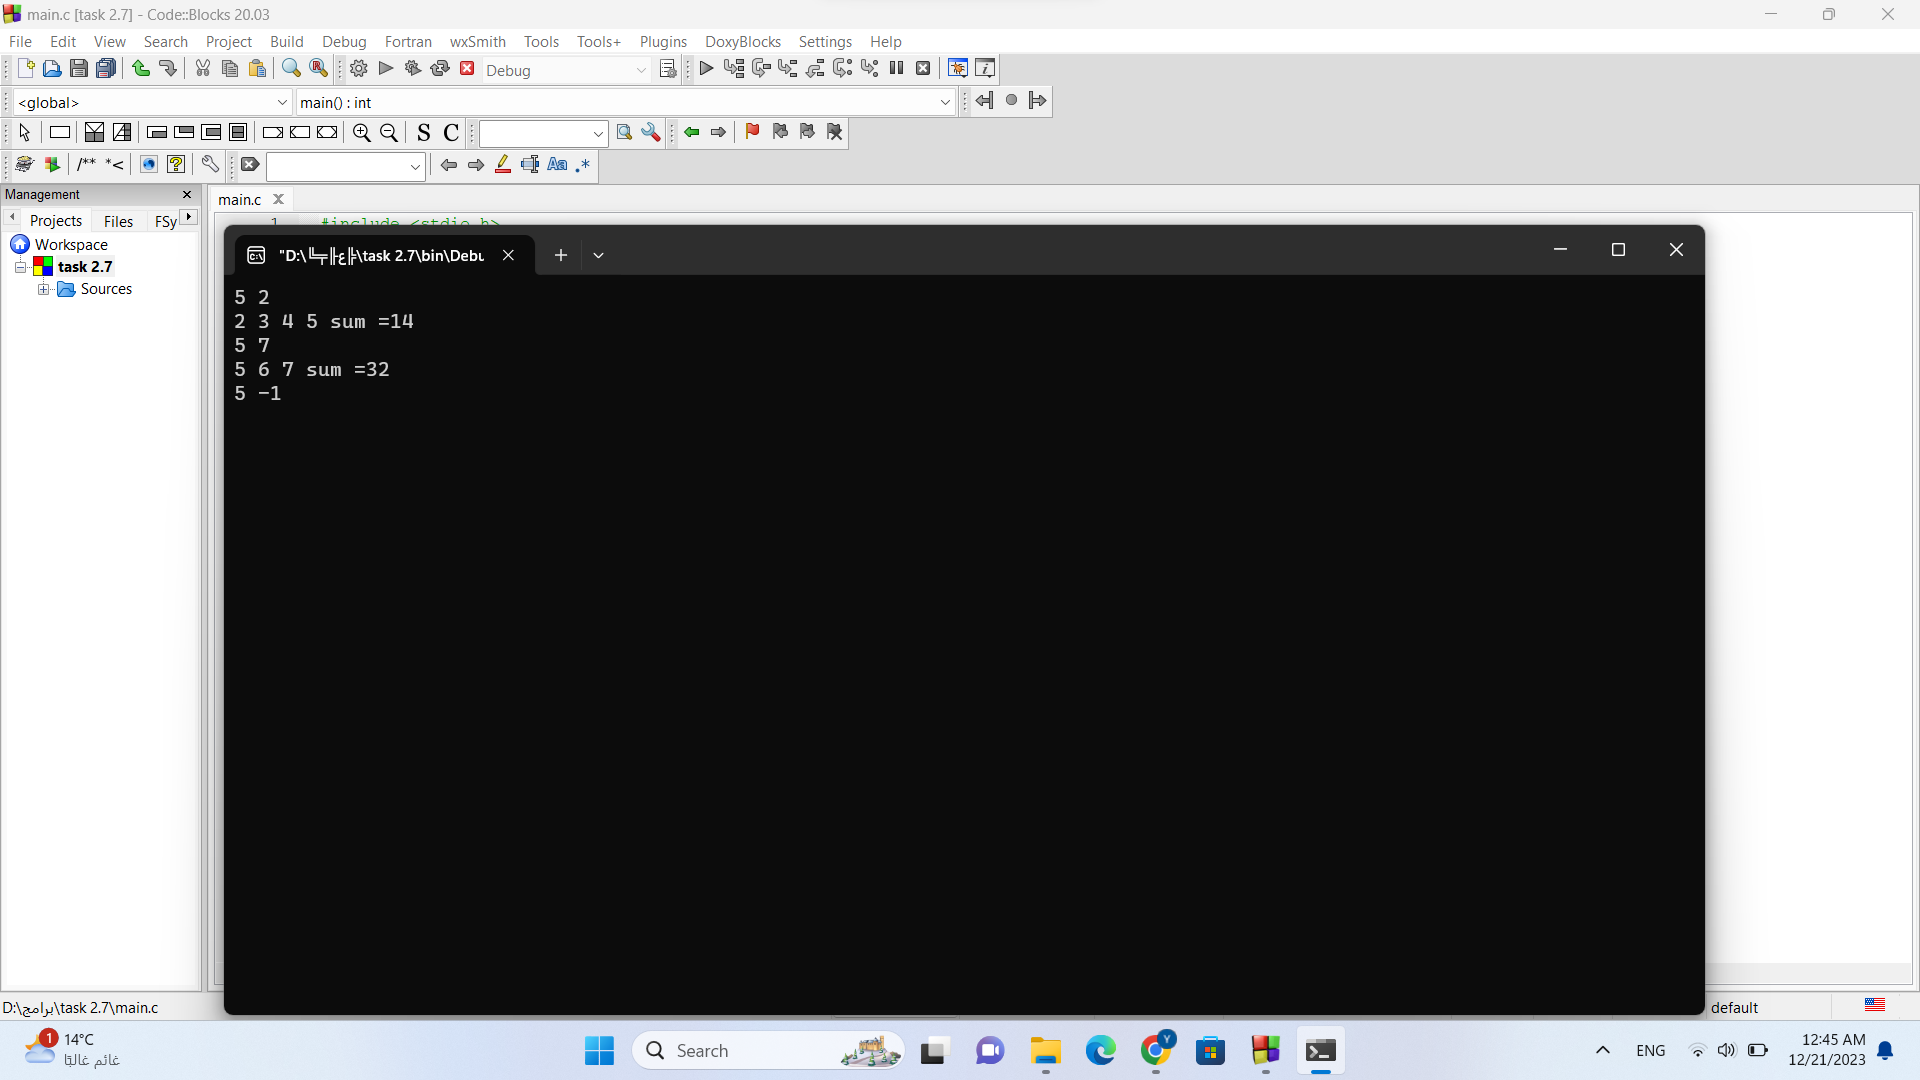 main.c [task 2.7] - Code::Blocks 20.03
File Edit View Search Project Build Debug Fortran wxSmith Tools Tools+ Plugins DoxyBlocks Settings Help
Debug
<global> main() : int
S C
/** *< Aa .*
Management
main.c
Projects Files FSy
1 #include <stdio.h>
Workspace
task 2.7
Sources
"D:\╚╤╟ع╠\task 2.7\bin\Debu
5 2
2 3 4 5 sum =14
5 7
5 6 7 sum =32
5 -1
D:\برامج\task 2.7\main.c
default
1
14°C
غائم غالبًا
Search
Y
ENG
12:45 AM
12/21/2023